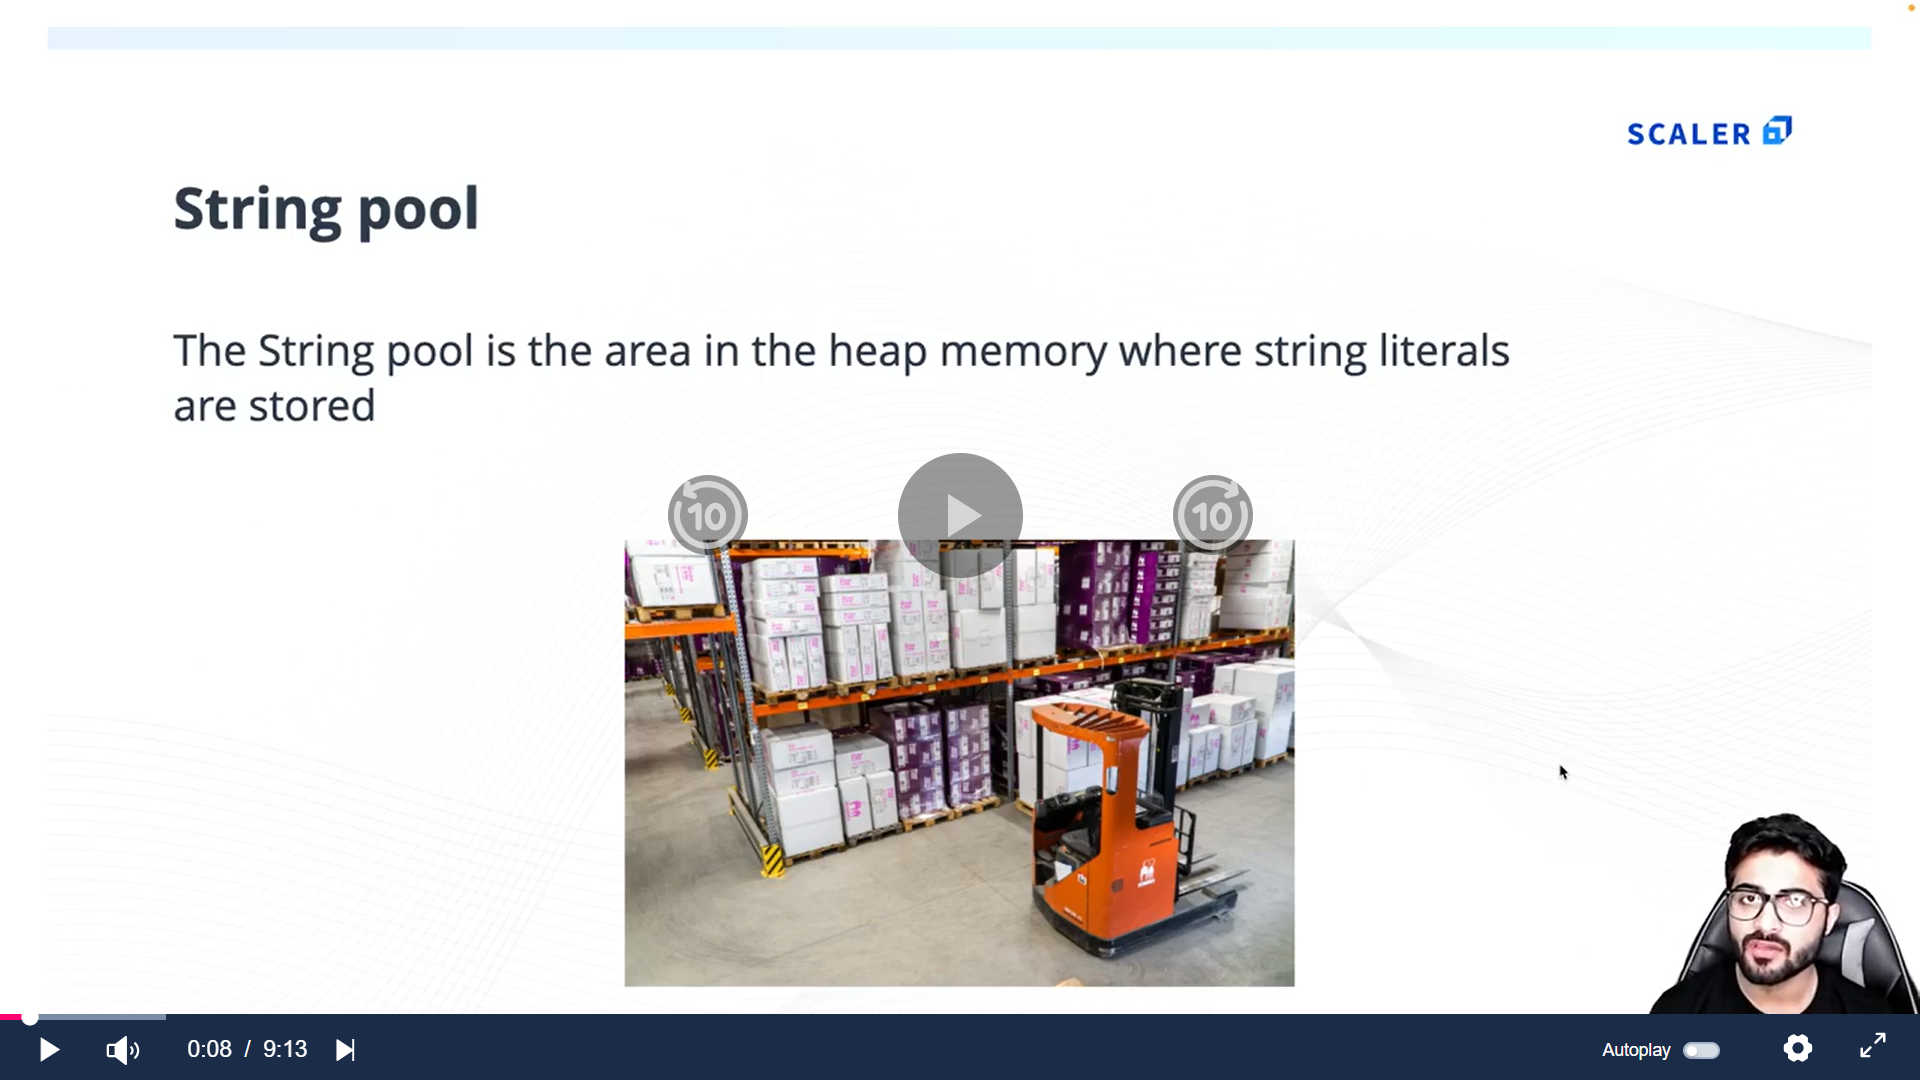 SCALER
String pool
The String pool is the area in the heap memory where string literals
are stored
10
10
0:08 / 9:13
Autoplay